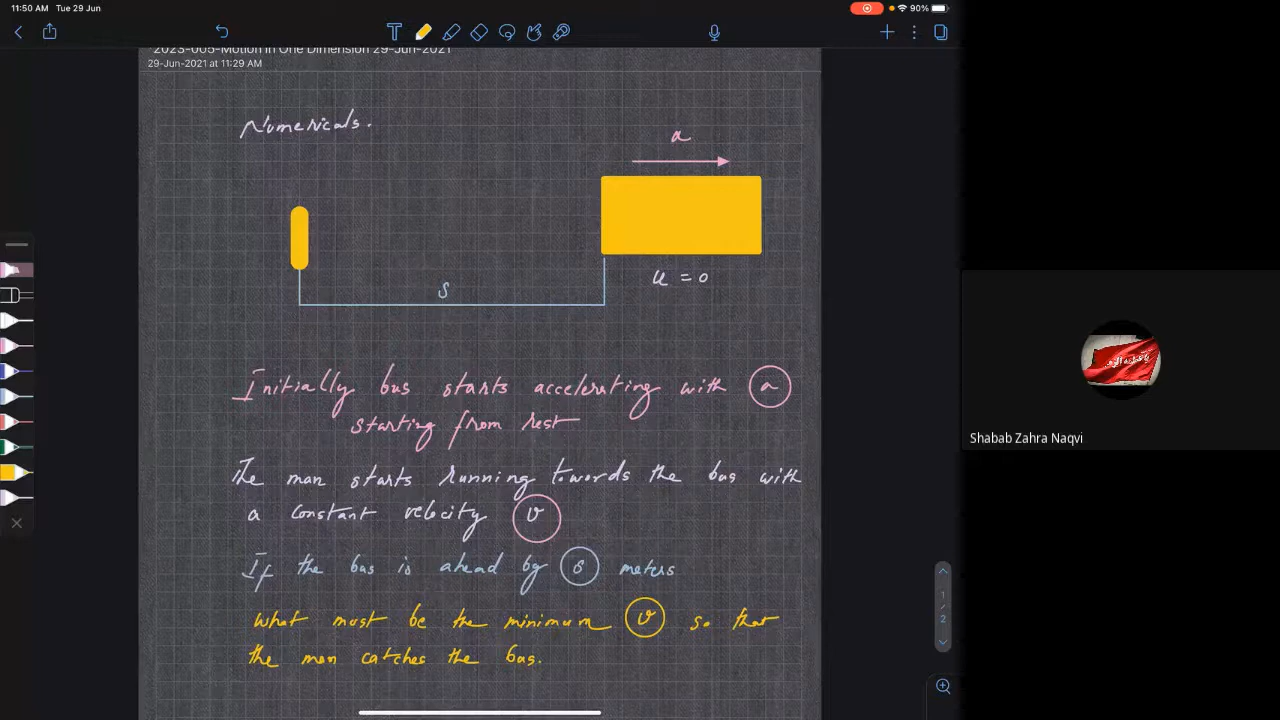 11:50 AM Tue 29 Jun
90%
2023-005-Motion in One Dimension 29-Jun-2021
29-Jun-2021 at 11:29 AM
Numericals.
a
s
u = 0
Initially bus starts accelerating with a
starting from rest
The man starts running towards the bus with
a constant velocity v
If the bus is ahead by s meters
What must be the minimum v so that
the man catches the bus.
1
/
2
Shabab Zahra Naqvi